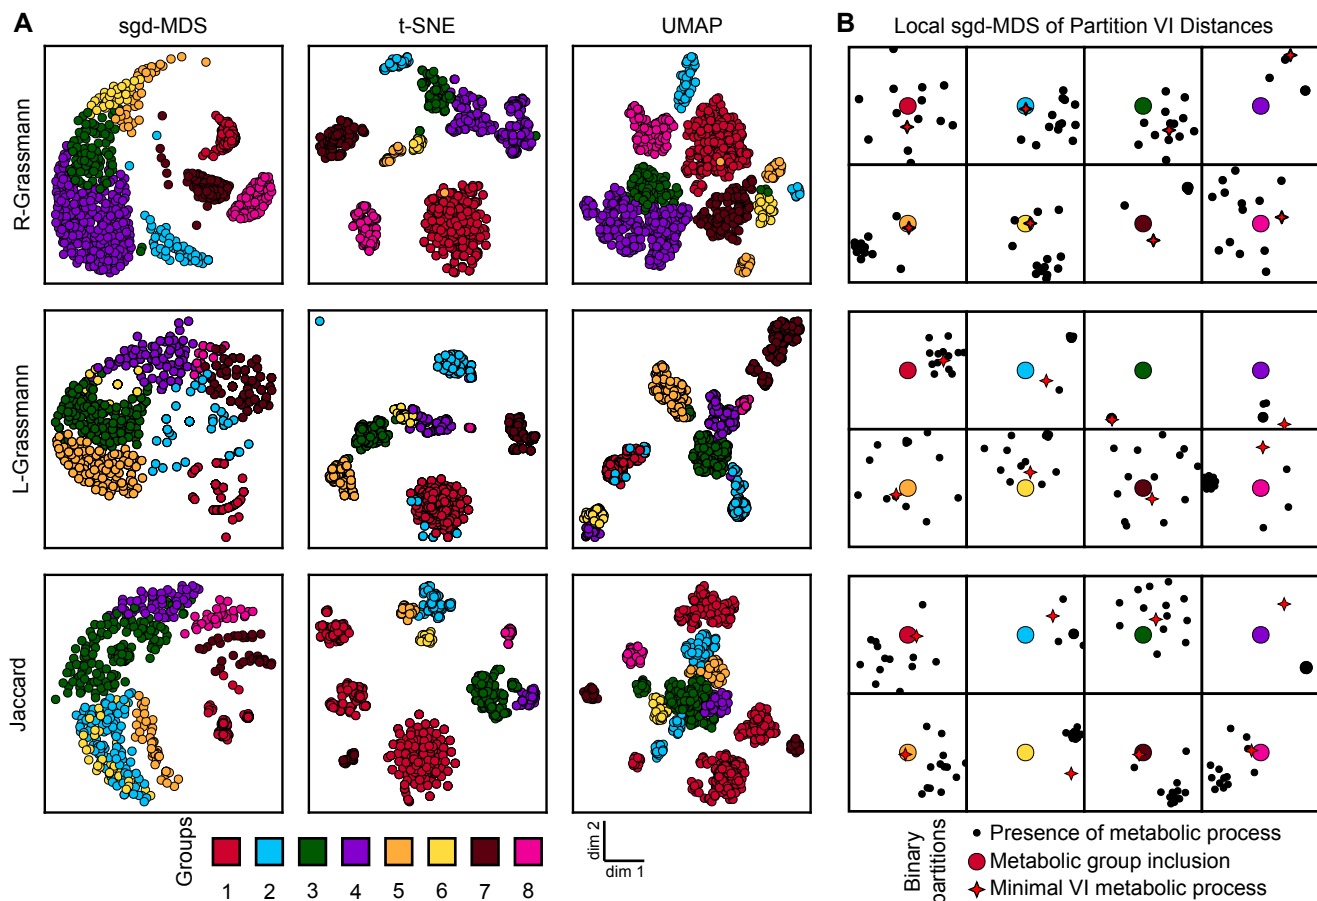 A
sgd-MDS
t-SNE
UMAP
B
Local sgd-MDS of Partition VI Distances
R-Grassmann
L-Grassmann
Jaccard
Groups
1 2 3 4 5 6 7 8
dim 2
dim 1
Binary
partitions
Presence of metabolic process
Metabolic group inclusion
Minimal VI metabolic process